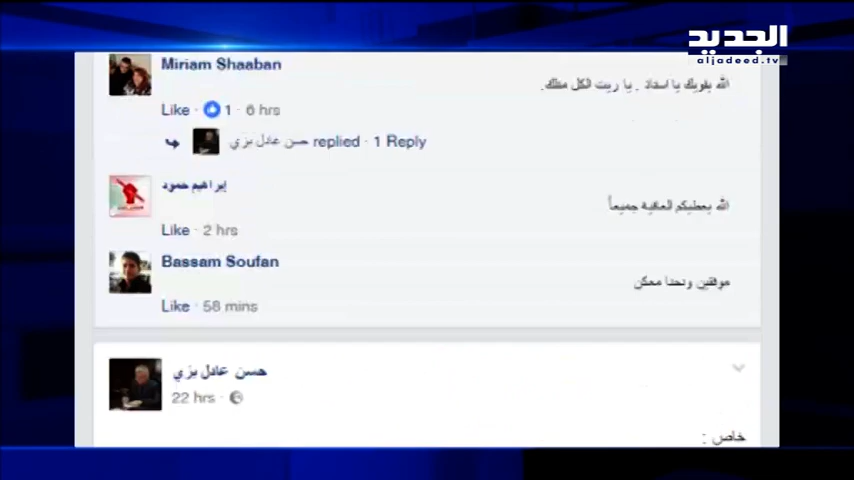 الجديد
aljadeed.tv
Miriam Shaaban
الله يقويك يا استاذ . يا ريت الكل متلك.
Like · 1 · 6 hrs
حسن عادل بزي replied · 1 Reply
إبراهيم حمود
الله يعطيكم العافية جميعاً
Like · 2 hrs
Bassam Soufan
موفقين ونحنا معكن
Like · 58 mins
حسن عادل بزي
22 hrs ·
خاص :